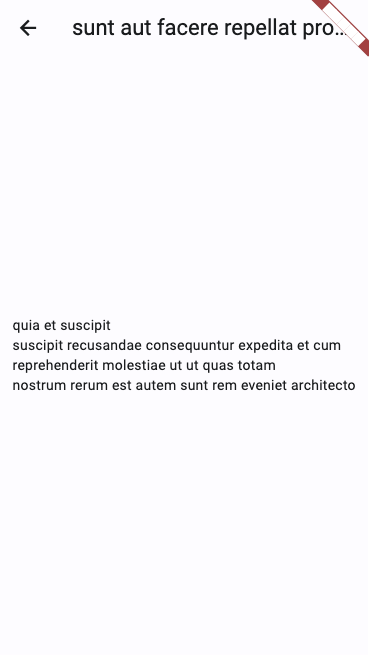 sunt aut facere repellat pro...
quia et suscipit
suscipit recusandae consequuntur expedita et cum
reprehenderit molestiae ut ut quas totam
nostrum rerum est autem sunt rem eveniet architecto